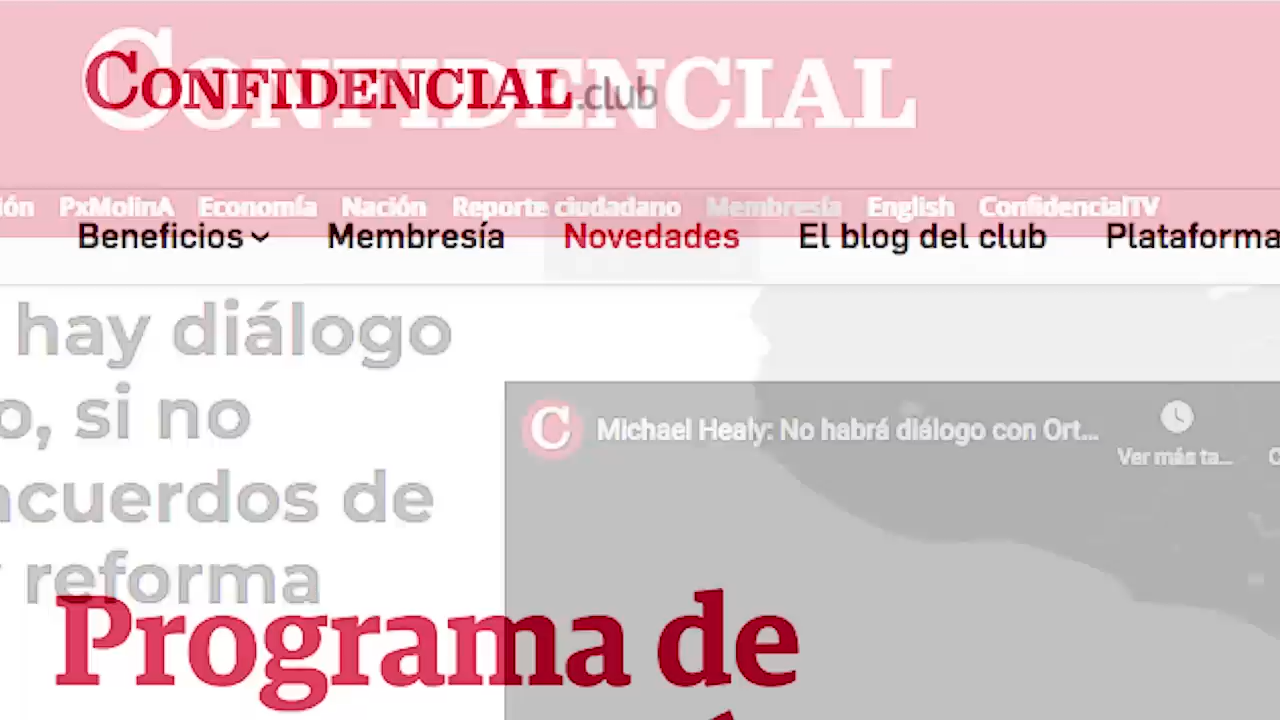 CONFIDENCIAL
CONFIDENCIAL.club
ión PxMolinA Economía Nación Reporte ciudadano Membresía English ConfidencialTV
Beneficios Membresía Novedades El blog del club Plataforma
hay diálogo
o, si no
acuerdos de
reforma
Michael Healy: No habrá diálogo con Ort...
Ver más ta...
Programa de